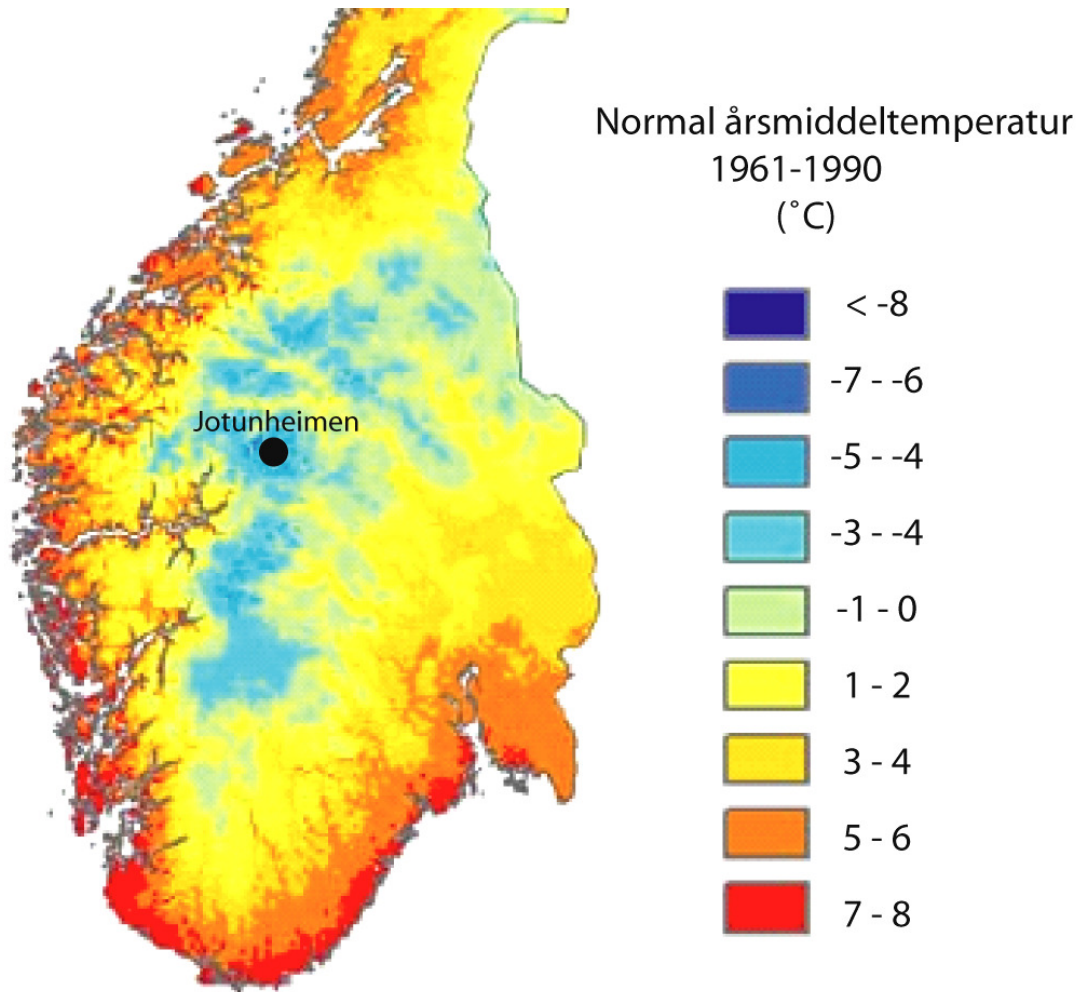 Normal årsmiddeltemperatur
1961-1990
(˚C)
< -8
-7 - -6
Jotunheimen
-5 - -4
-3 - -4
-1 - 0
1 - 2
3 - 4
5 - 6
7 - 8